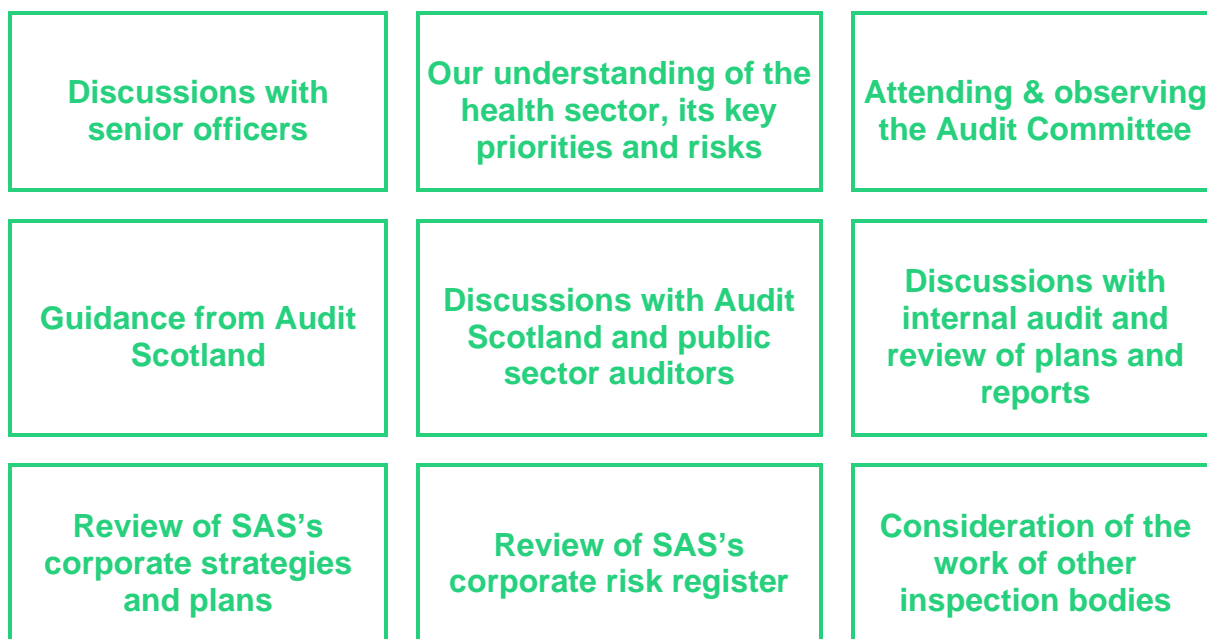 Discussions with
senior officers
Our understanding of the
health sector, its key
priorities and risks
Attending & observing
the Audit Committee
Guidance from Audit
Scotland
Discussions with Audit
Scotland and public
sector auditors
Discussions with
internal audit and
review of plans and
reports
Review of SAS’s
corporate strategies
and plans
Review of SAS’s
corporate risk register
Consideration of the
work of other
inspection bodies